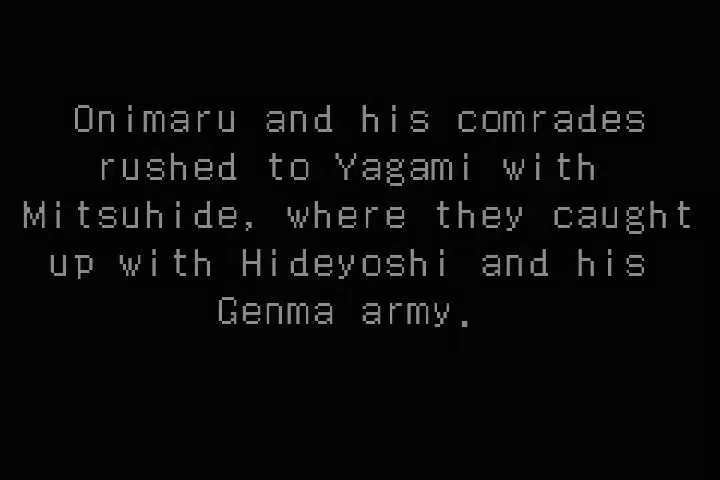 Onimaru and his comrades
rushed to Yagami with
Mitsuhide, where they caught
up with Hideyoshi and his
Genma army.